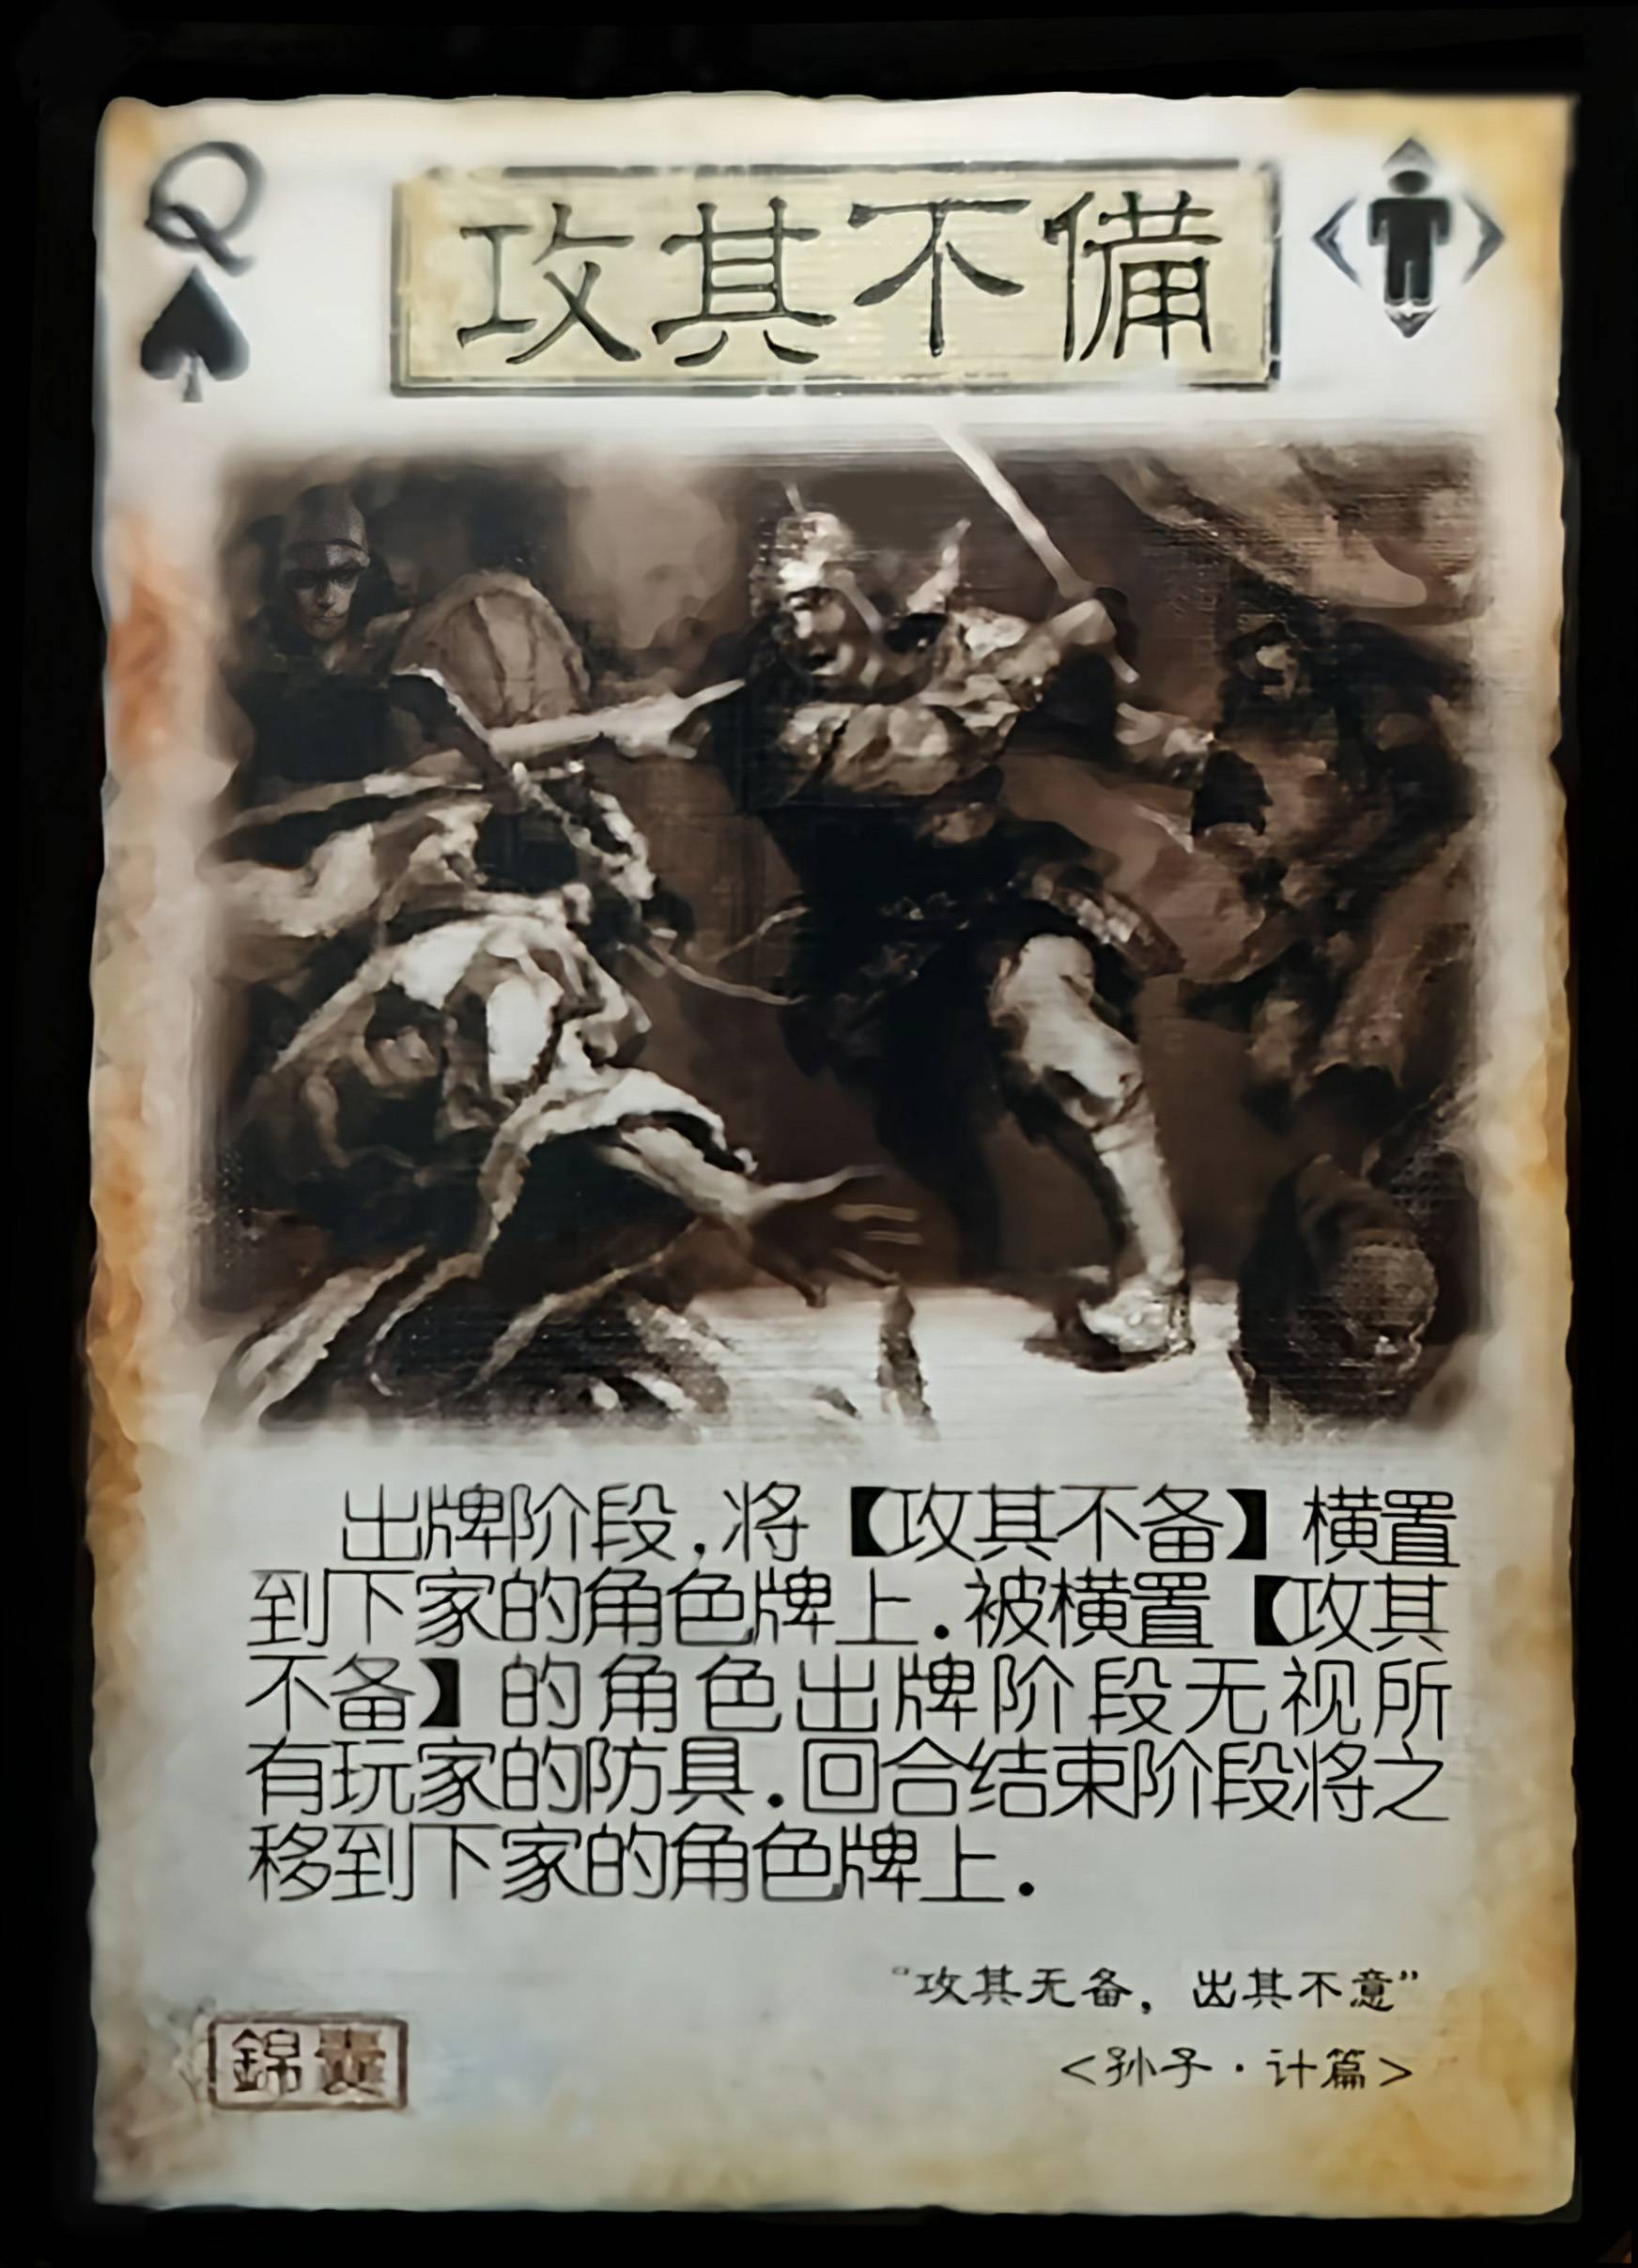 Q
攻其不備
出牌阶段,将【攻其不备】横置
到下家的角色牌上.被横置【攻其
不备】的角色出牌阶段无视所
有玩家的防具.回合结束阶段将之
移到下家的角色牌上.
“攻其无备，出其不意”
<孙子·计篇>
錦囊